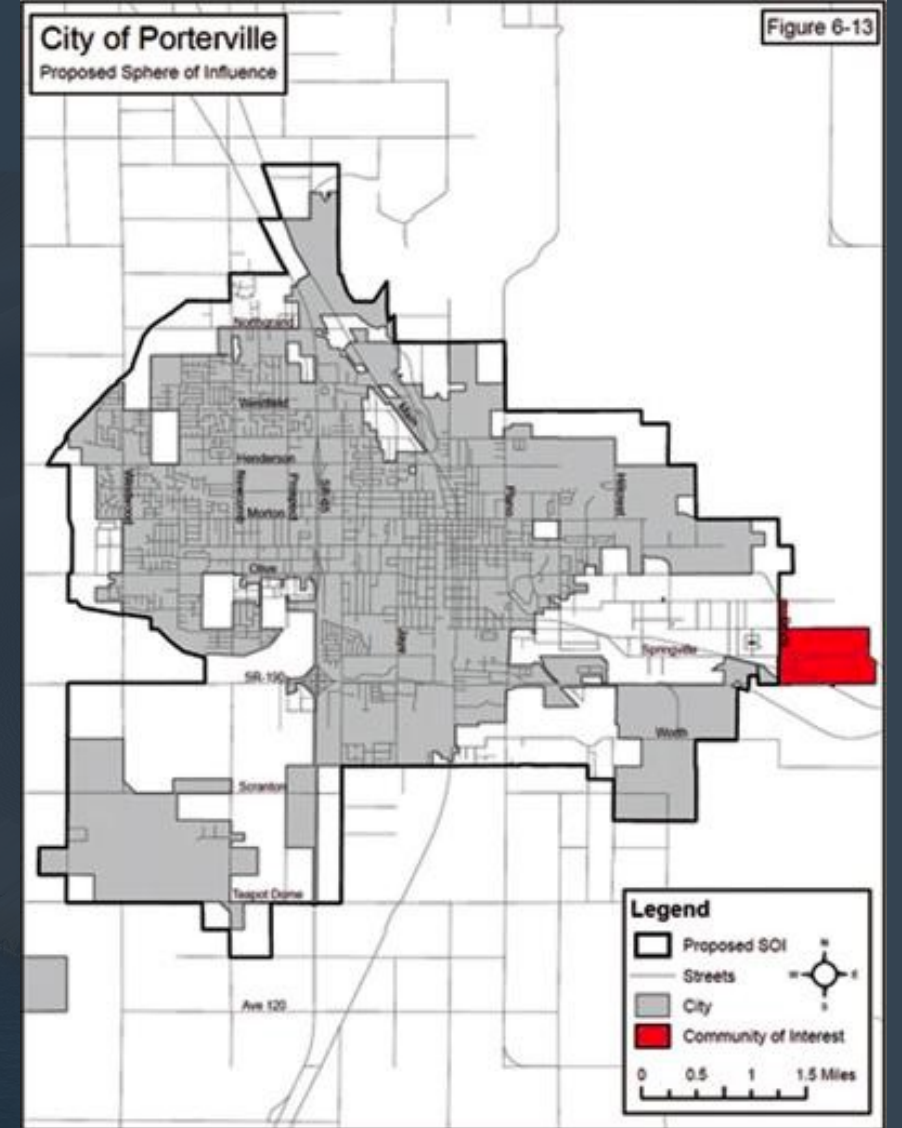 City of Porterville
Proposed Sphere of Influence
Figure 6-13
Northgrand
Westfield
Main
Henderson
Westwood
Newcomb
Prospect
SR-65
Plano
Hillcrest
Morton
Olive
Jaye
Springville
SR-190
Worth
Scranton
Teapot Dome
Ave 120
Legend
Proposed SOI
Streets
City
Community of Interest
N
W
E
S
0 0.5 1 1.5 Miles